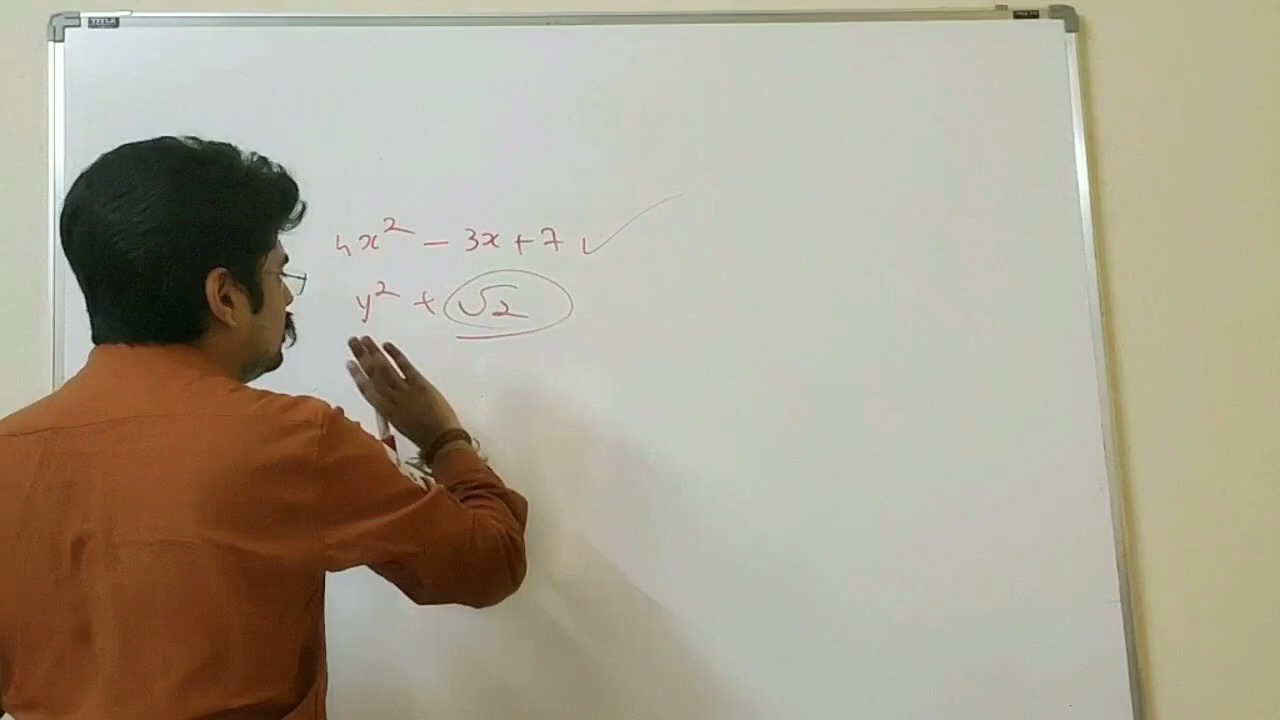 4x² − 3x + 7 ✓
y² + √2